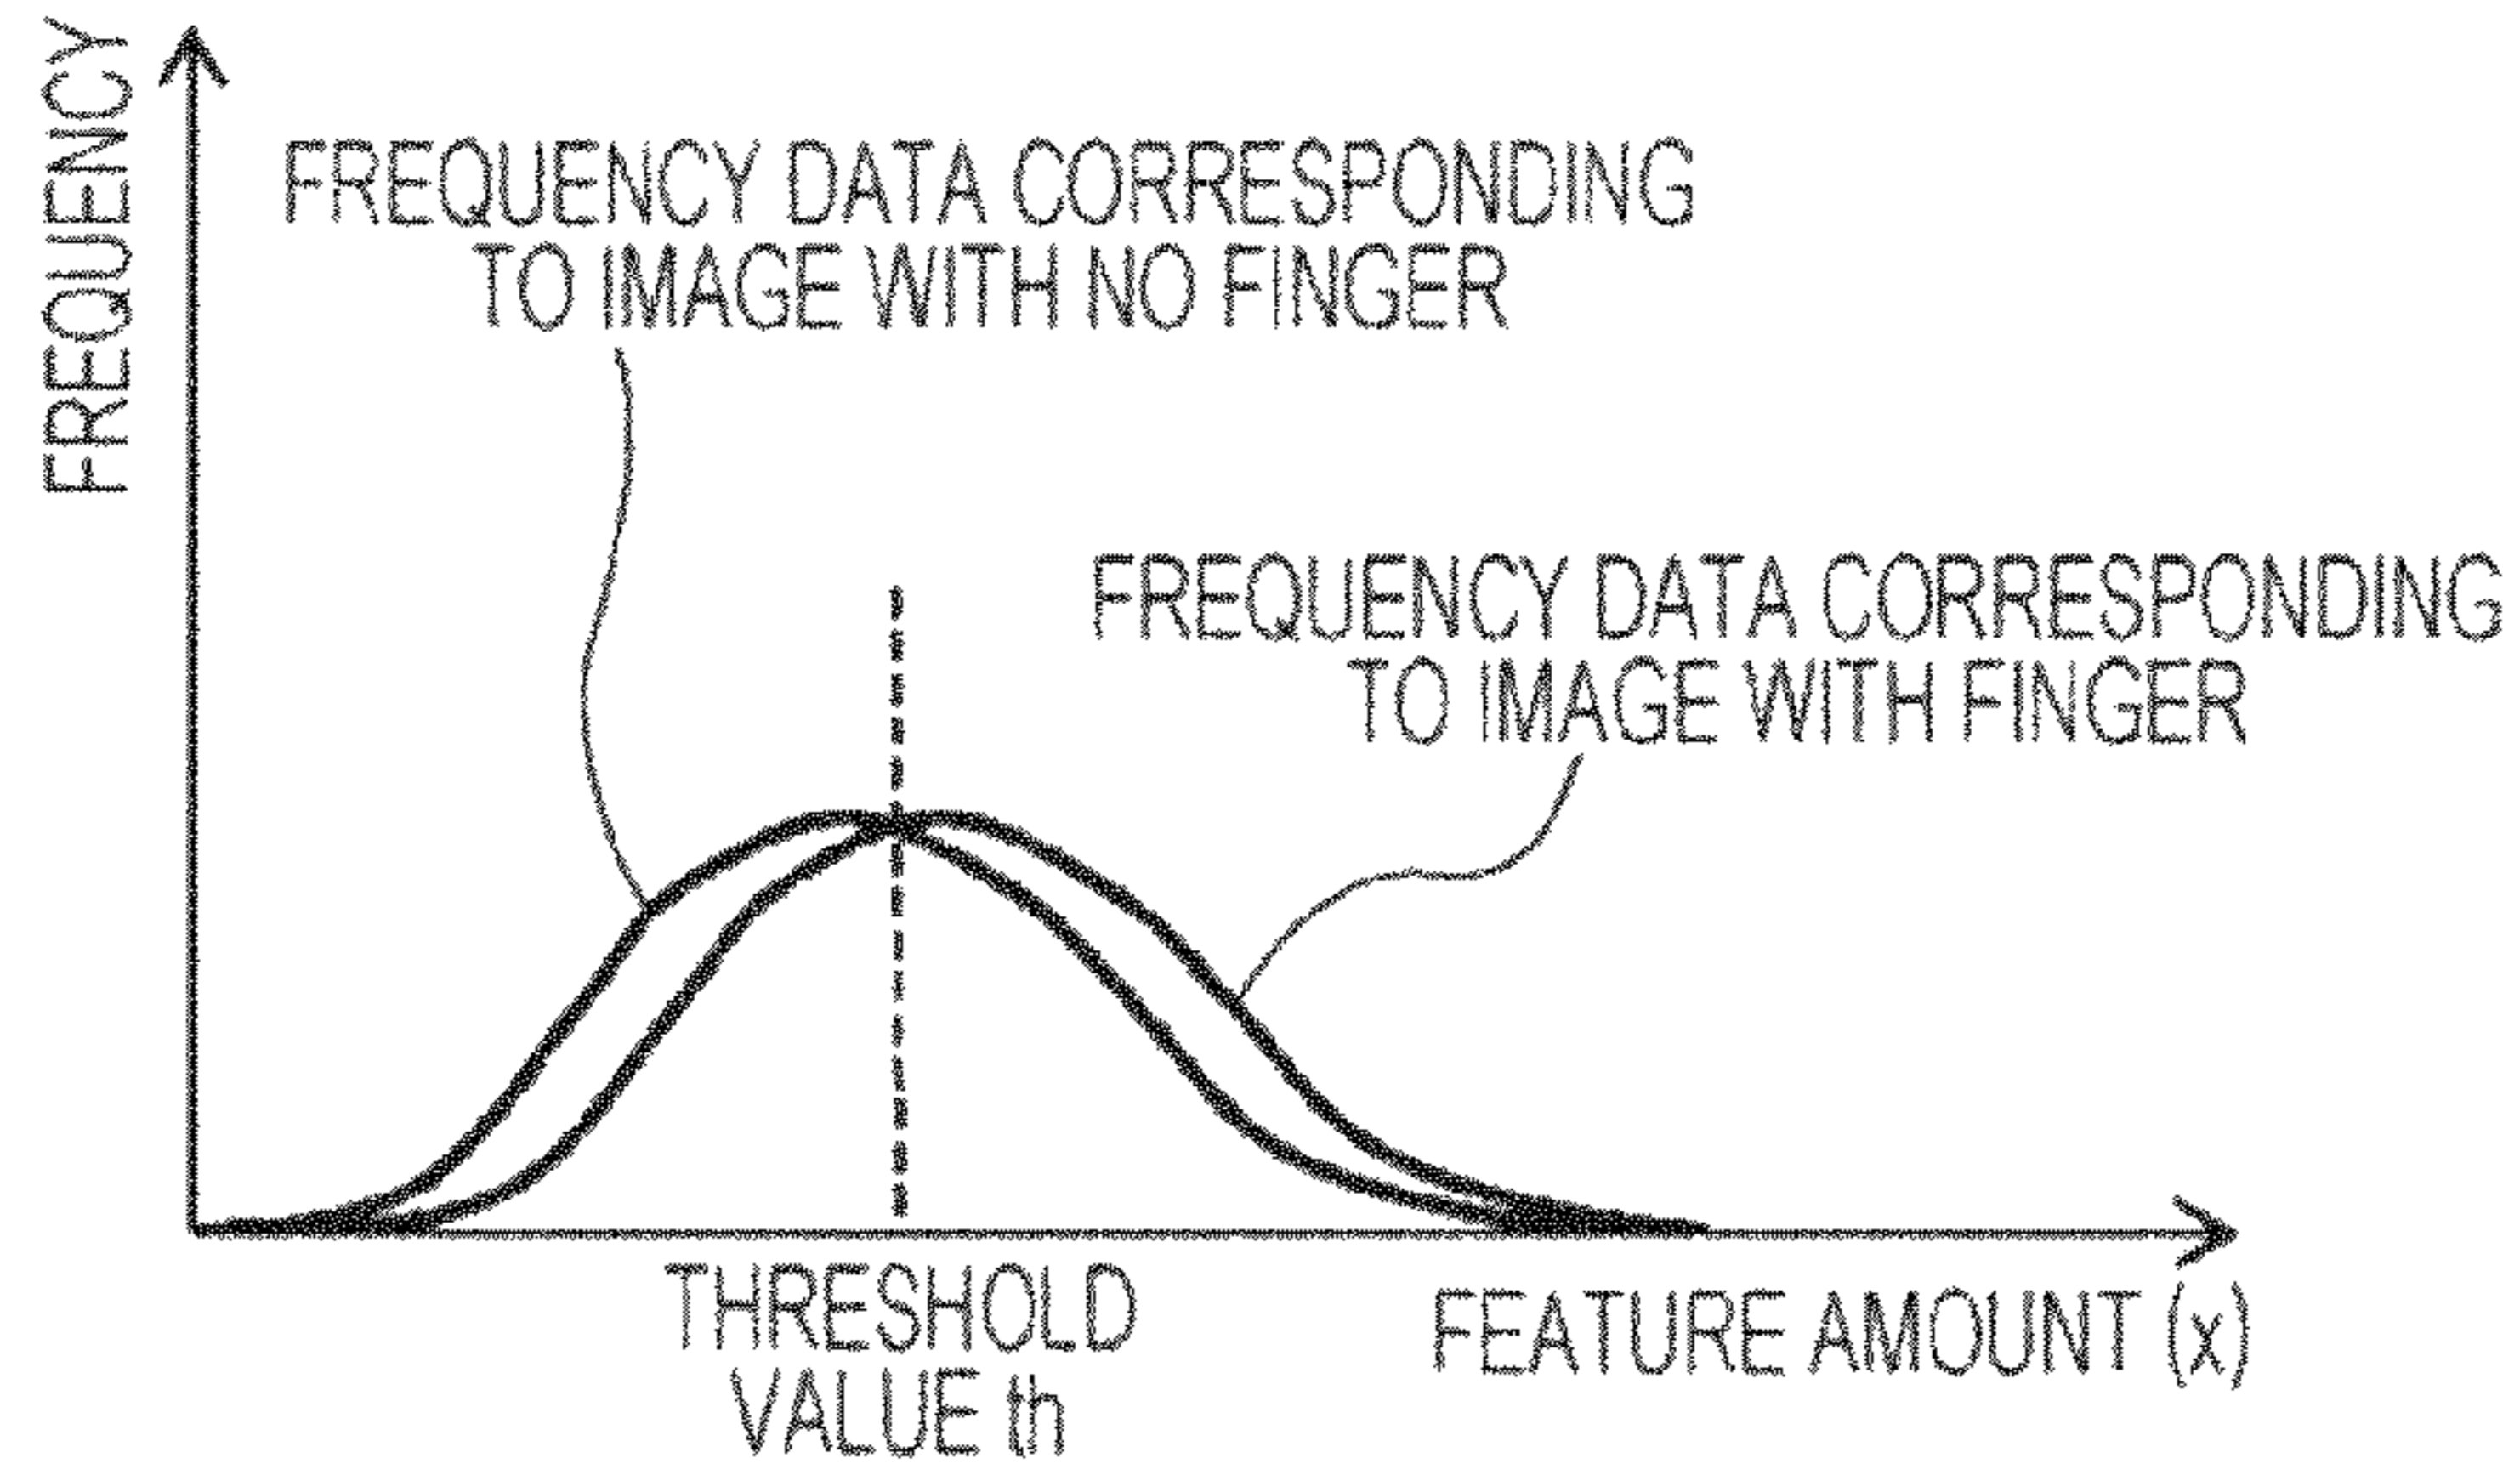 FREQUENCY
FREQUENCY DATA CORRESPONDING
TO IMAGE WITH NO FINGER
FREQUENCY DATA CORRESPONDING
TO IMAGE WITH FINGER
THRESHOLD
VALUE th
FEATURE AMOUNT (x)